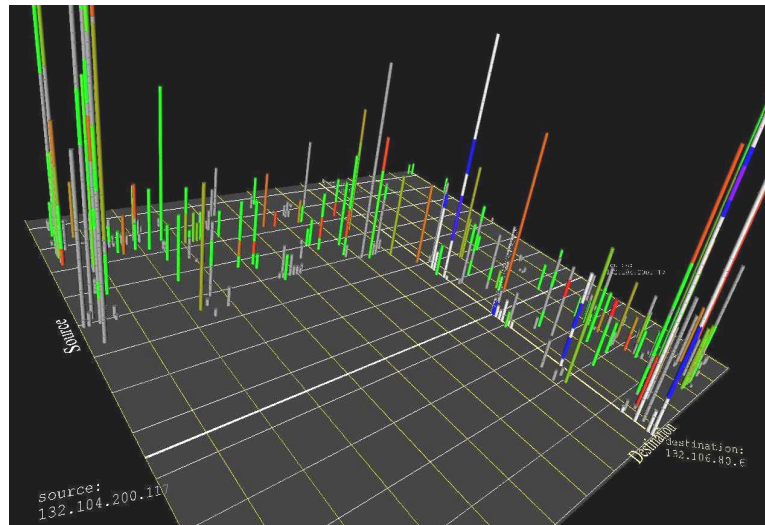 Source
Destination
source:
132.104.200.117
destination:
132.106.80.6